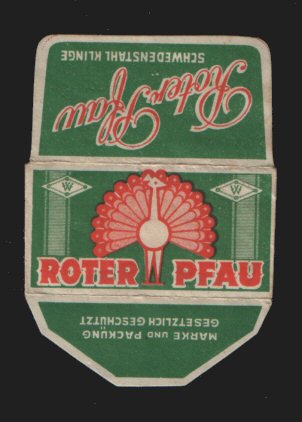 Roter Pfau
SCHWEDENSTAHL KLINGE
W W
ROTER PFAU
MARKE UND PACKUNG
GESETZLICH GESCHÜTZT